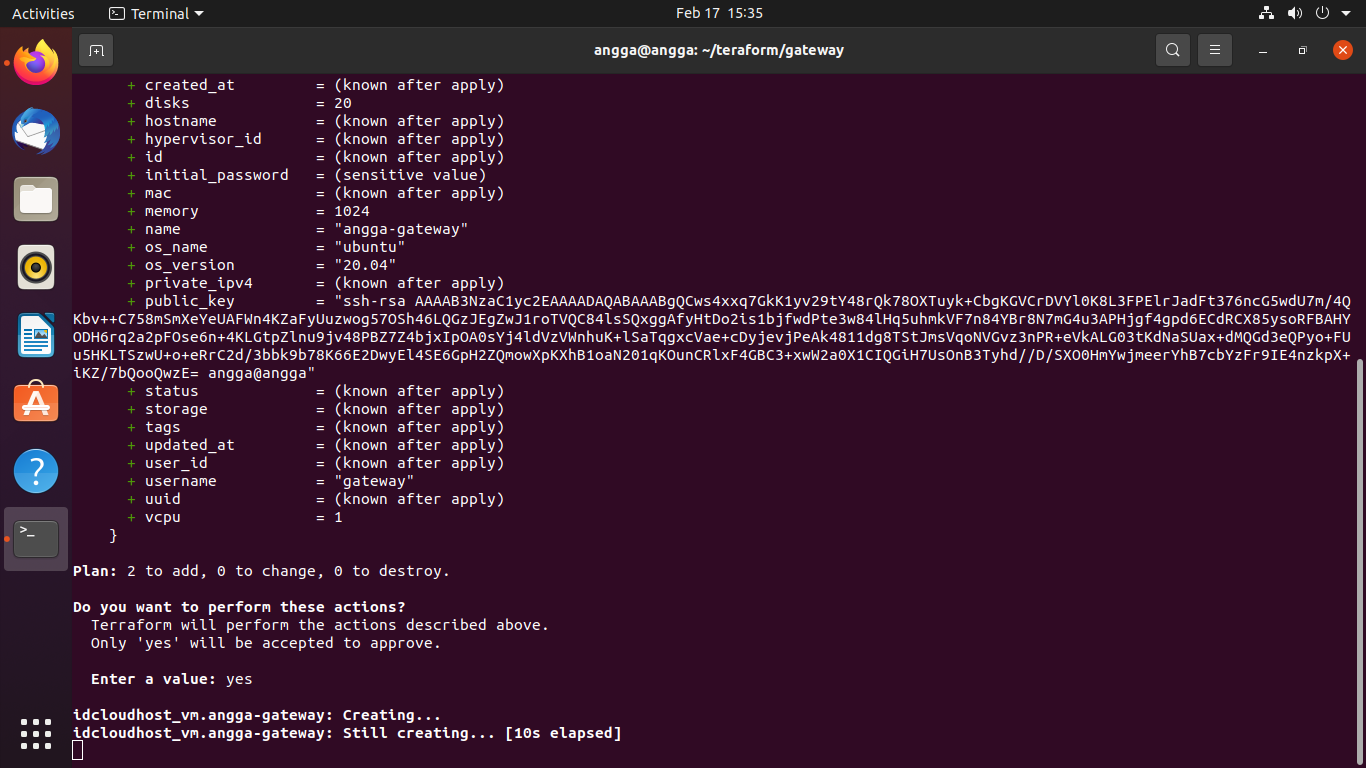 Activities
Terminal
Feb 17 15:35
angga@angga: ~/teraform/gateway
+ created_at = (known after apply)
+ disks = 20
+ hostname = (known after apply)
+ hypervisor_id = (known after apply)
+ id = (known after apply)
+ initial_password = (sensitive value)
+ mac = (known after apply)
+ memory = 1024
+ name = "angga-gateway"
+ os_name = "ubuntu"
+ os_version = "20.04"
+ private_ipv4 = (known after apply)
+ public_key = "ssh-rsa AAAAB3NzaC1yc2EAAAADAQABAAABgQCws4xxq7GkK1yv29tY48rQk78OXTuyk+CbgKGVCrDVYl0K8L3FPElrJadFt376ncG5wdU7m/4Q
Kbv++C758mSmXeYeUAFWn4KZaFyUuzwog57OSh46LQGzJEgZwJ1roTVQC84lsSQxggAfyHtDo2is1bjfwdPte3w84lHq5uhmkVF7n84YBr8N7mG4u3APHjgf4gpd6ECdRCX85ysoRFBAHY
ODH6rq2a2pFOse6n+4KLGtpZlnu9jv48PBZ7Z4bjxIpOA0sYj4ldVzVWnhuK+lSaTqgxcVae+cDyjevjPeAk4811dg8TStJmsVqoNVGvz3nPR+eVkALG03tKdNaSUax+dMQGd3eQPyo+FU
u5HKLTSzwU+o+eRrC2d/3bbk9b78K66E2DwyEl4SE6GpH2ZQmowXpKXhB1oaN201qKOunCRlxF4GBC3+xwW2a0X1CIQGiH7UsOnB3Tyhd//D/SXO0HmYwjmeerYhB7cbYzFr9IE4nzkpX+
iKZ/7bQooQwzE= angga@angga"
+ status = (known after apply)
+ storage = (known after apply)
+ tags = (known after apply)
+ updated_at = (known after apply)
+ user_id = (known after apply)
+ username = "gateway"
+ uuid = (known after apply)
+ vcpu = 1
}
Plan: 2 to add, 0 to change, 0 to destroy.
Do you want to perform these actions?
Terraform will perform the actions described above.
Only 'yes' will be accepted to approve.
Enter a value: yes
idcloudhost_vm.angga-gateway: Creating...
idcloudhost_vm.angga-gateway: Still creating... [10s elapsed]